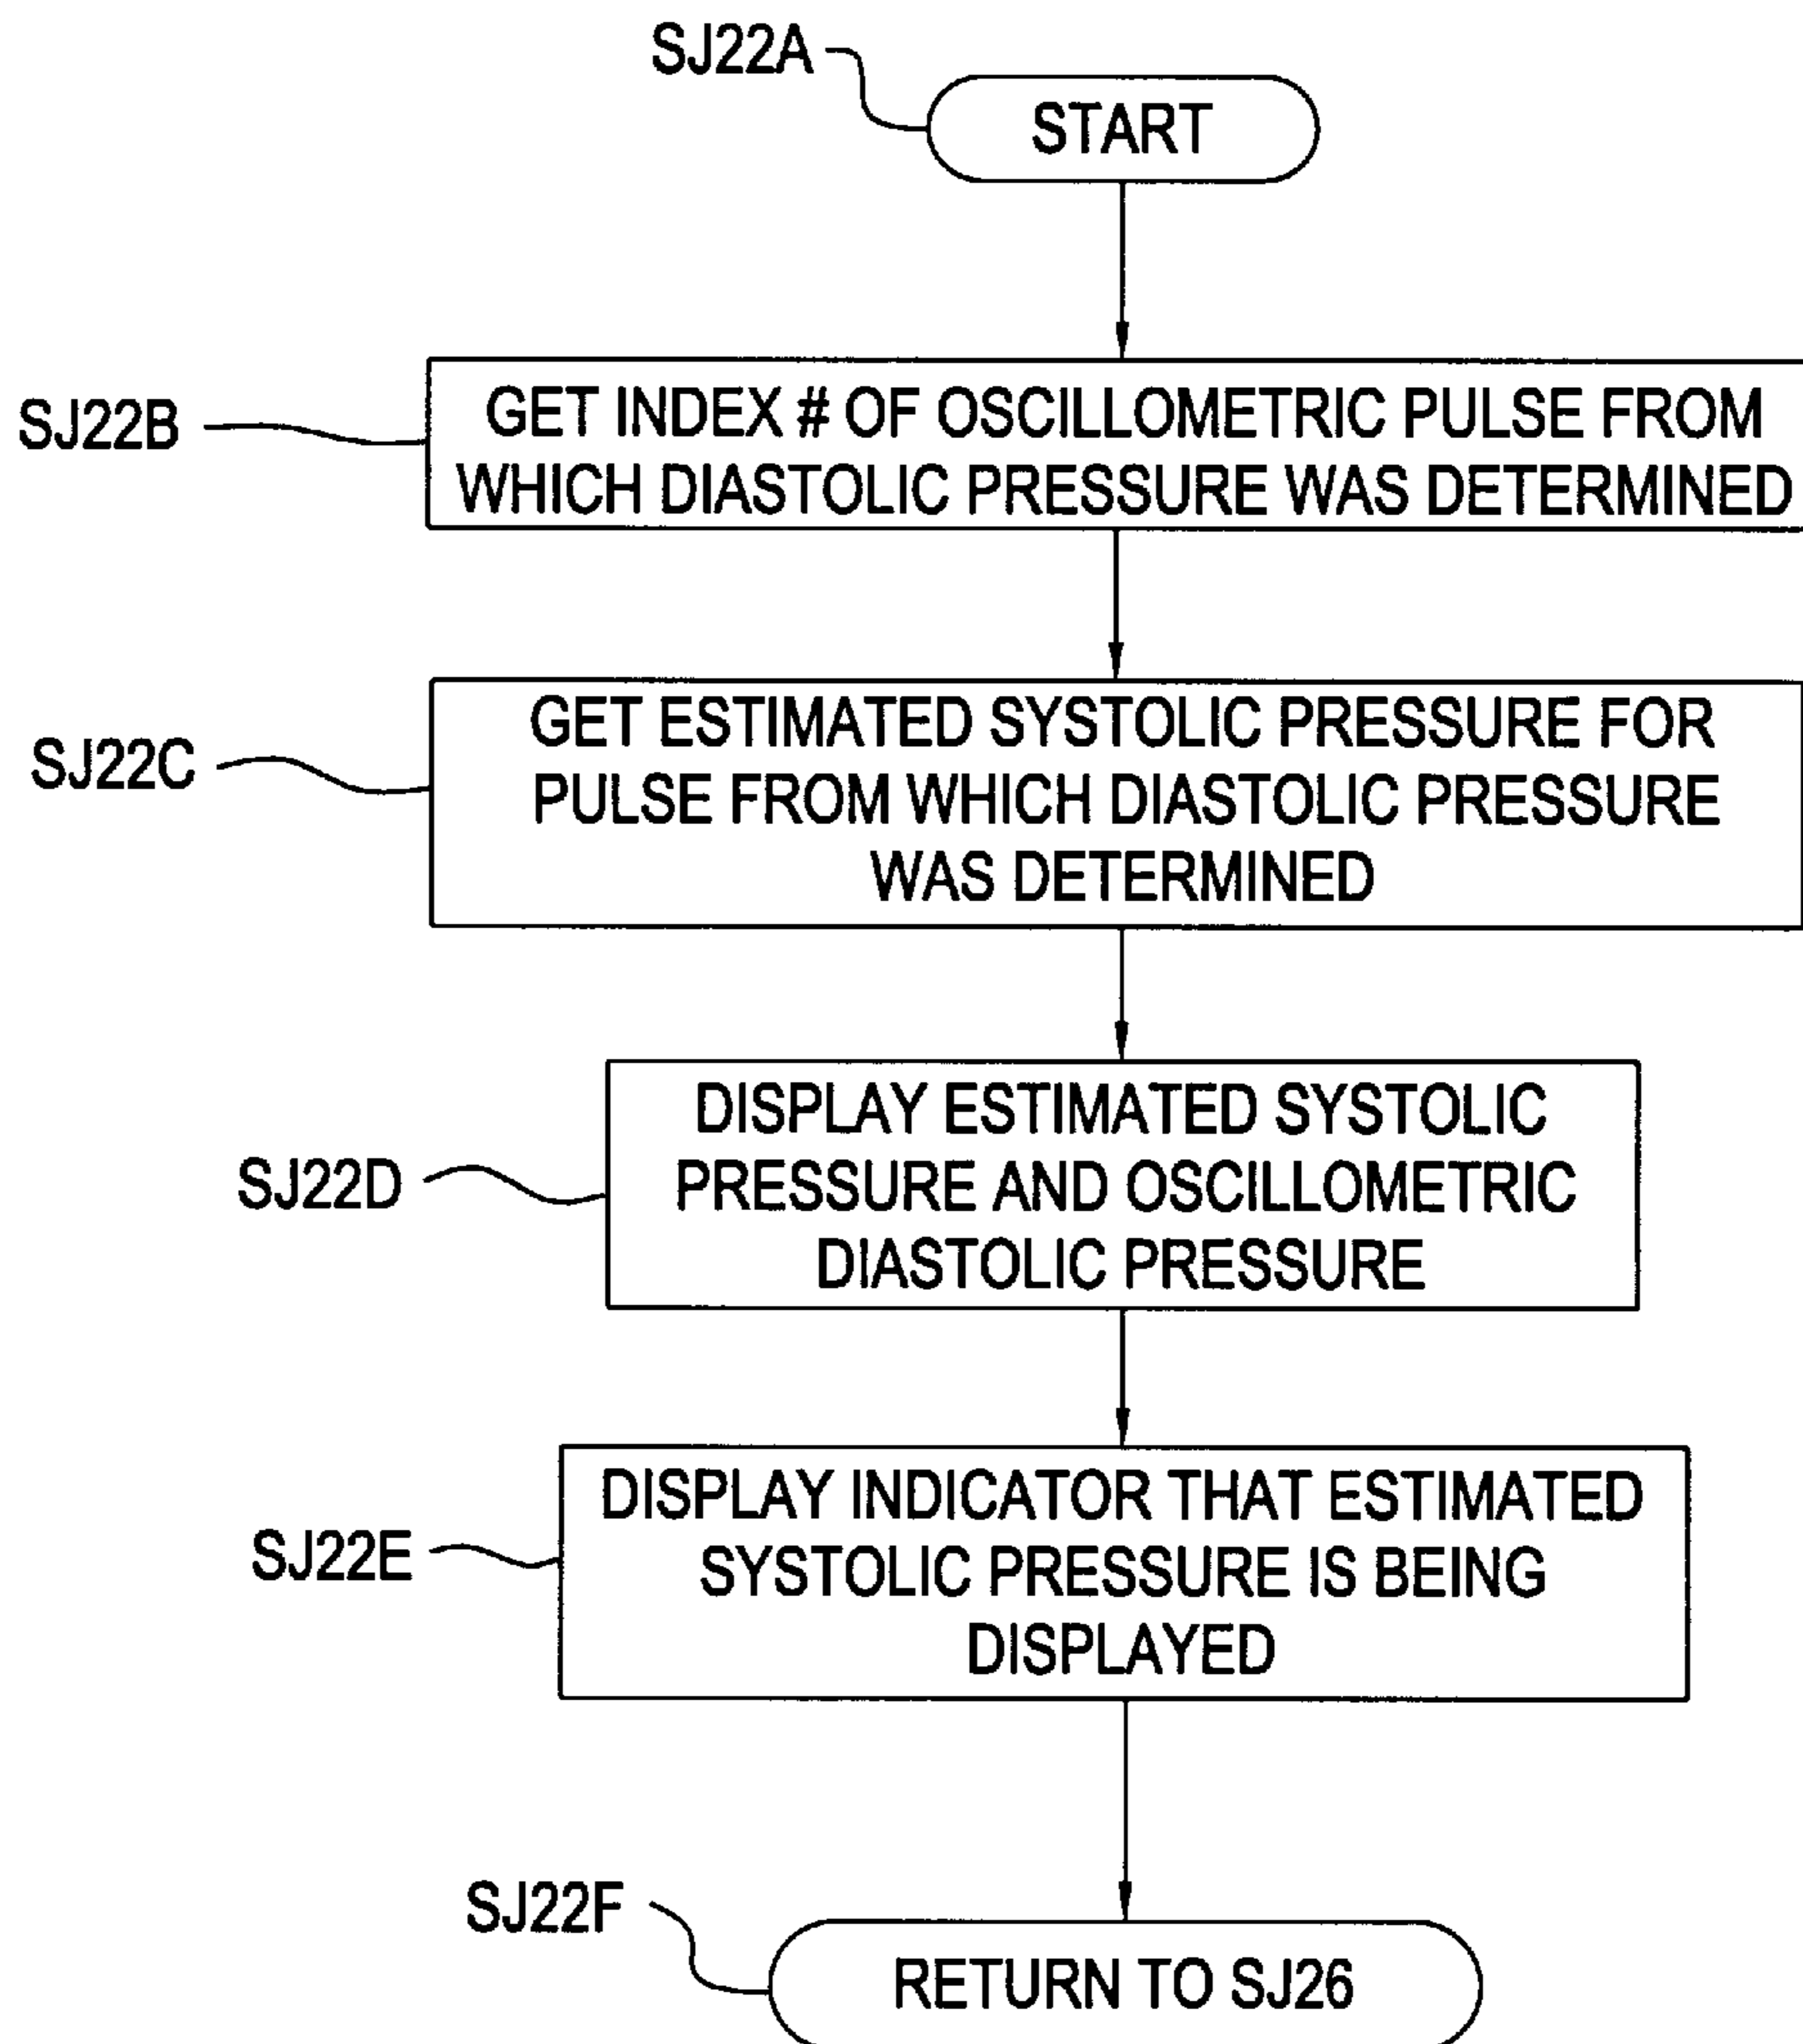 SJ22A
START
SJ22B
GET INDEX # OF OSCILLOMETRIC PULSE FROM
WHICH DIASTOLIC PRESSURE WAS DETERMINED
SJ22C
GET ESTIMATED SYSTOLIC PRESSURE FOR
PULSE FROM WHICH DIASTOLIC PRESSURE
WAS DETERMINED
SJ22D
DISPLAY ESTIMATED SYSTOLIC
PRESSURE AND OSCILLOMETRIC
DIASTOLIC PRESSURE
SJ22E
DISPLAY INDICATOR THAT ESTIMATED
SYSTOLIC PRESSURE IS BEING
DISPLAYED
SJ22F
RETURN TO SJ26